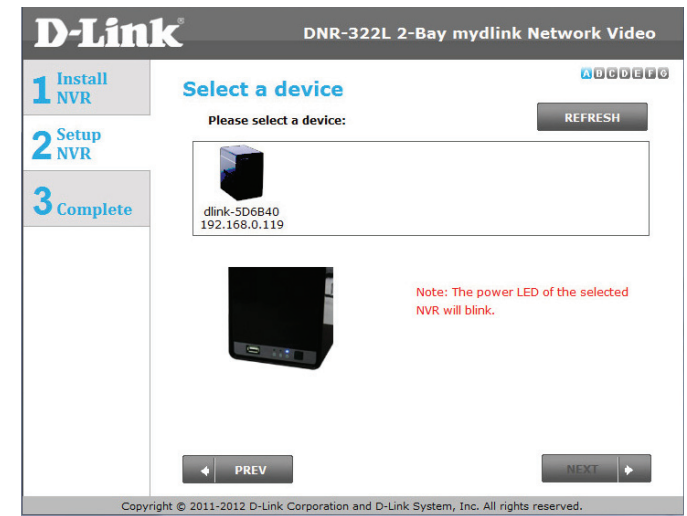 D-Link®
DNR-322L 2-Bay mydlink Network Video
1 Install NVR
2 Setup NVR
3 Complete
A B C D E F G
Select a device
Please select a device:
REFRESH
dlink-5D6B40
192.168.0.119
Note: The power LED of the selected
NVR will blink.
PREV
NEXT
Copyright © 2011-2012 D-Link Corporation and D-Link System, Inc. All rights reserved.